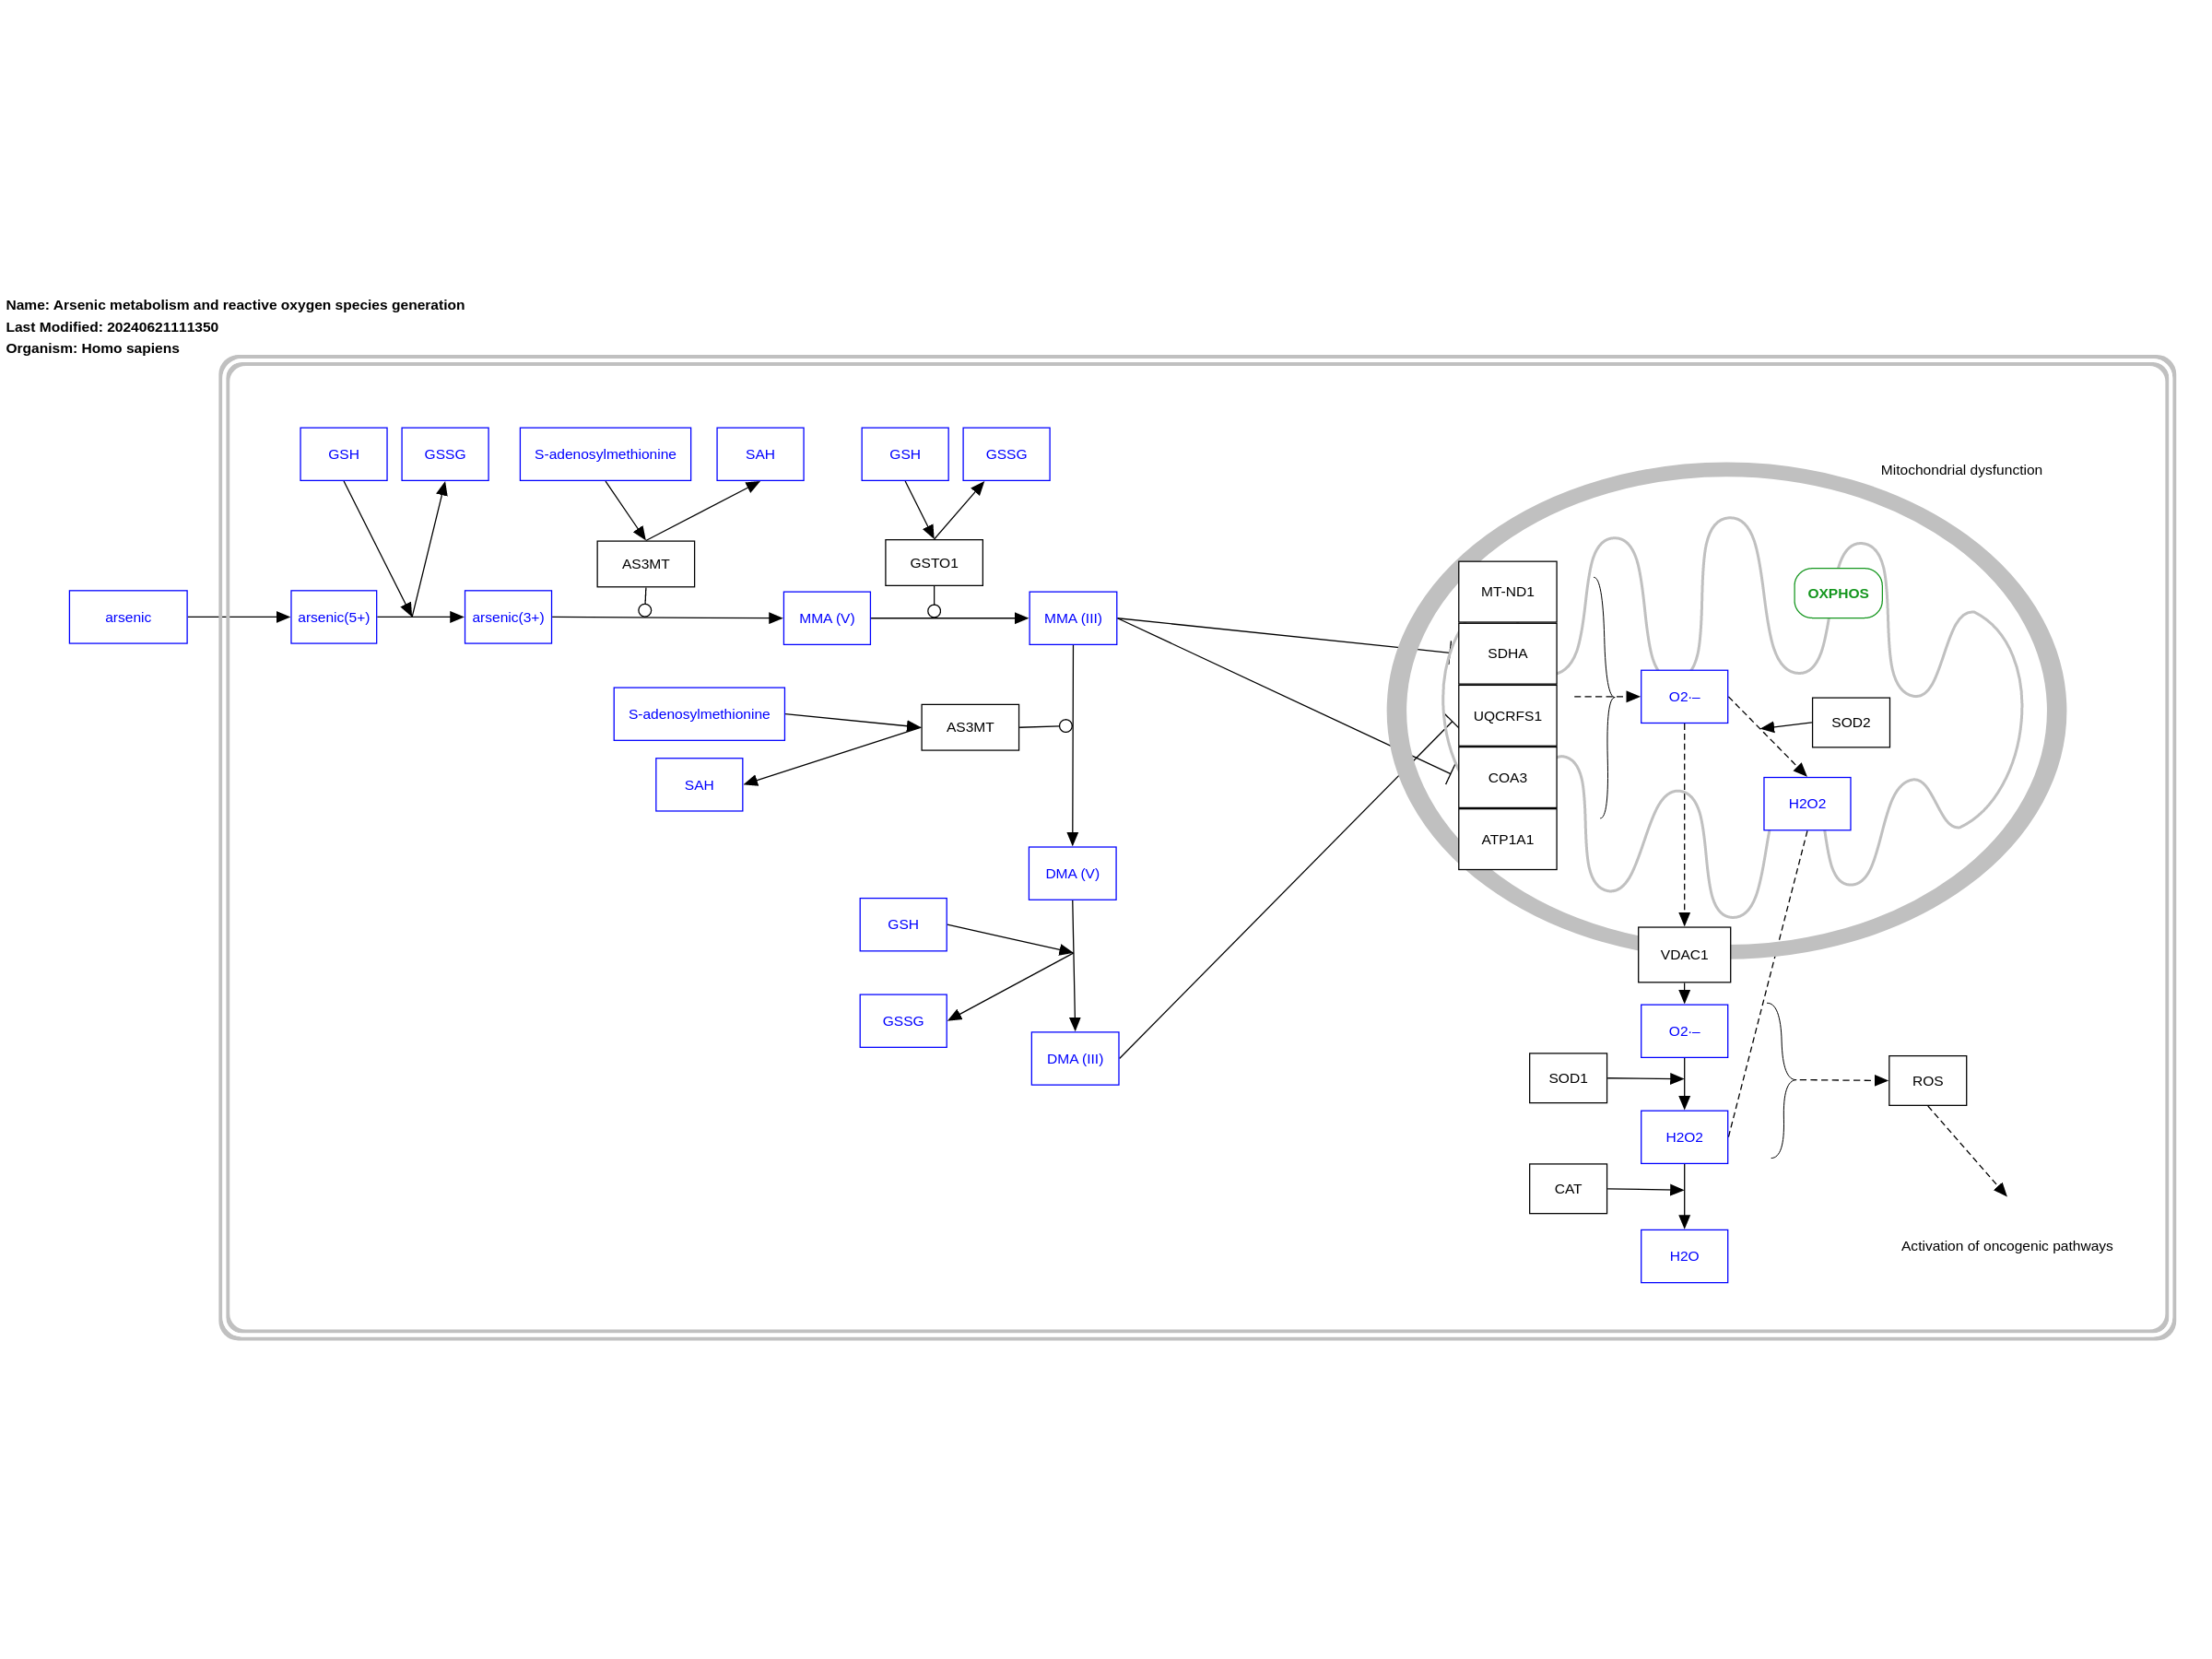 Name: Arsenic metabolism and reactive oxygen species generation
Last Modified: 20240621111350
Organism: Homo sapiens
GSH
GSSG
S-adenosylmethionine
SAH
GSH
GSSG
Mitochondrial dysfunction
AS3MT
GSTO1
arsenic
arsenic(5+)
arsenic(3+)
MMA (V)
MMA (III)
MT-ND1
SDHA
UQCRFS1
COA3
ATP1A1
OXPHOS
O2·–
SOD2
H2O2
S-adenosylmethionine
AS3MT
SAH
DMA (V)
GSH
GSSG
DMA (III)
VDAC1
O2·–
SOD1
ROS
H2O2
CAT
H2O
Activation of oncogenic pathways